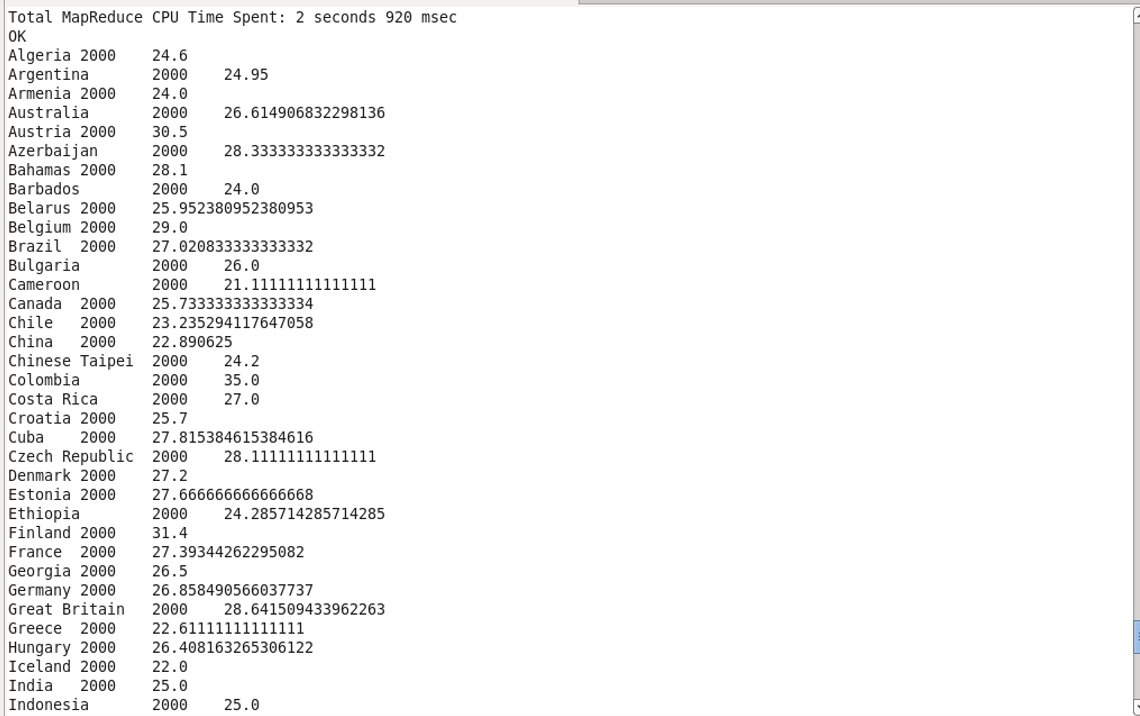 Total MapReduce CPU Time Spent: 2 seconds 920 msec
OK
Algeria 2000    24.6
Argentina       2000    24.95
Armenia 2000    24.0
Australia       2000    26.614906832298136
Austria 2000    30.5
Azerbaijan      2000    28.333333333333332
Bahamas 2000    28.1
Barbados        2000    24.0
Belarus 2000    25.952380952380953
Belgium 2000    29.0
Brazil  2000    27.020833333333332
Bulgaria        2000    26.0
Cameroon        2000    21.11111111111111
Canada  2000    25.733333333333334
Chile   2000    23.235294117647058
China   2000    22.890625
Chinese Taipei  2000    24.2
Colombia        2000    35.0
Costa Rica      2000    27.0
Croatia 2000    25.7
Cuba    2000    27.815384615384616
Czech Republic  2000    28.11111111111111
Denmark 2000    27.2
Estonia 2000    27.666666666666668
Ethiopia        2000    24.285714285714285
Finland 2000    31.4
France  2000    27.39344262295082
Georgia 2000    26.5
Germany 2000    26.858490566037737
Great Britain   2000    28.641509433962263
Greece  2000    22.61111111111111
Hungary 2000    26.408163265306122
Iceland 2000    22.0
India   2000    25.0
Indonesia       2000    25.0